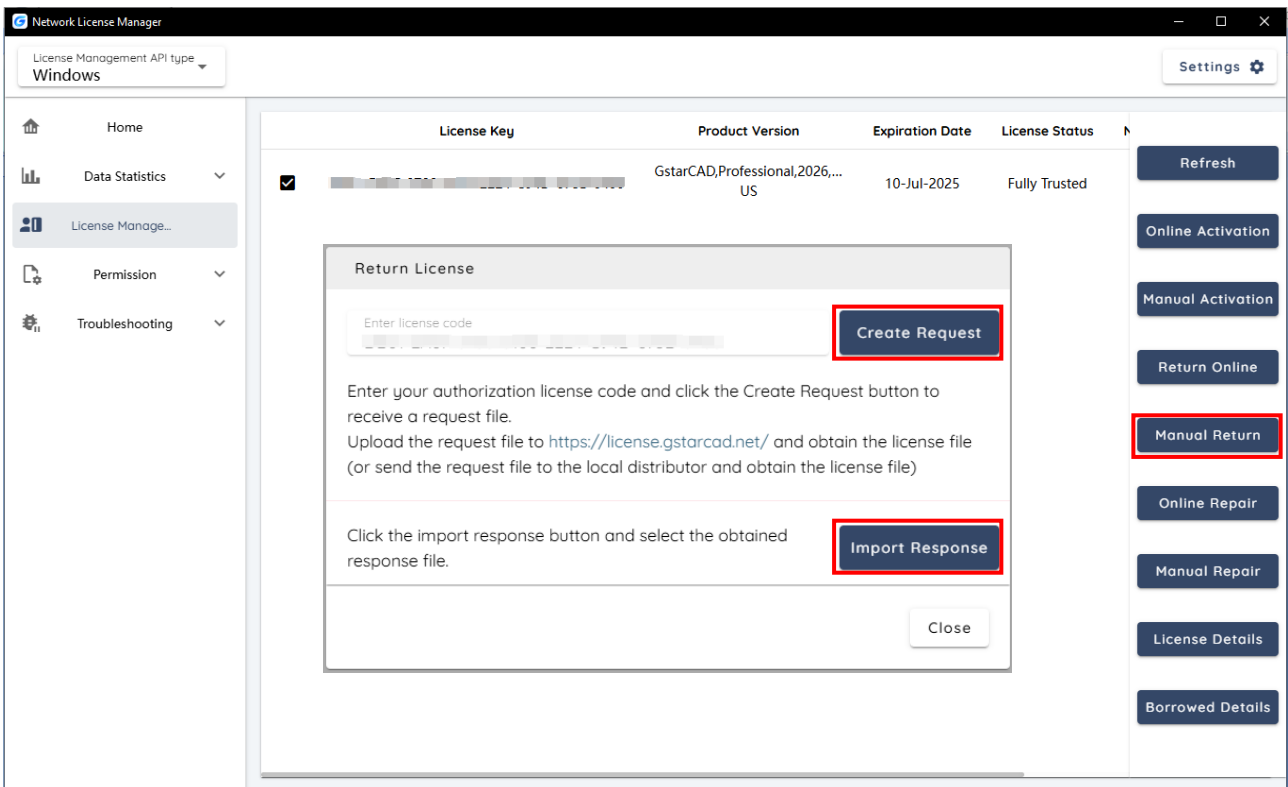 Network License Manager
License Management API type
Windows
Settings
Home
Data Statistics
License Manage...
Permission
Troubleshooting
License Key Product Version Expiration Date License Status
GstarCAD,Professional,2026,... 10-Jul-2025 Fully Trusted
US
Return License
Enter license code
Create Request
Enter your authorization license code and click the Create Request button to
receive a request file.
Upload the request file to https://license.gstarcad.net/ and obtain the license file
(or send the request file to the local distributor and obtain the license file)
Click the import response button and select the obtained
response file.
Import Response
Close
Refresh
Online Activation
Manual Activation
Return Online
Manual Return
Online Repair
Manual Repair
License Details
Borrowed Details